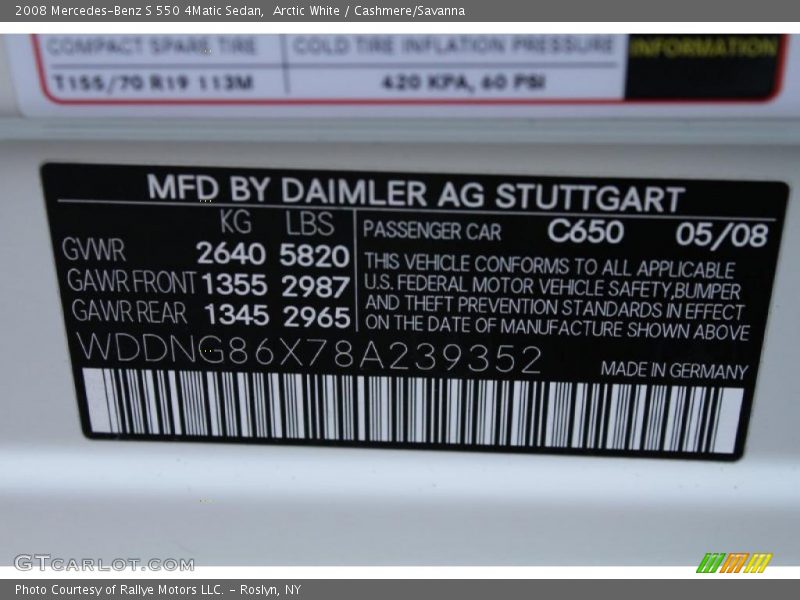 2008 Mercedes-Benz S 550 4Matic Sedan, Arctic White / Cashmere/Savanna
COMPACT SPARE TIRE COLD TIRE INFLATION PRESSURE INFORMATION
T155/70 R19 113M 420 KPA, 60 PSI
MFD BY DAIMLER AG STUTTGART
KG LBS PASSENGER CAR C650 05/08
GVWR 2640 5820
GAWR FRONT 1355 2987
GAWR REAR 1345 2965
THIS VEHICLE CONFORMS TO ALL APPLICABLE
U.S. FEDERAL MOTOR VEHICLE SAFETY,BUMPER
AND THEFT PREVENTION STANDARDS IN EFFECT
ON THE DATE OF MANUFACTURE SHOWN ABOVE
WDDNG86X78A239352
MADE IN GERMANY
GTCARLOT.COM
Photo Courtesy of Rallye Motors LLC. - Roslyn, NY